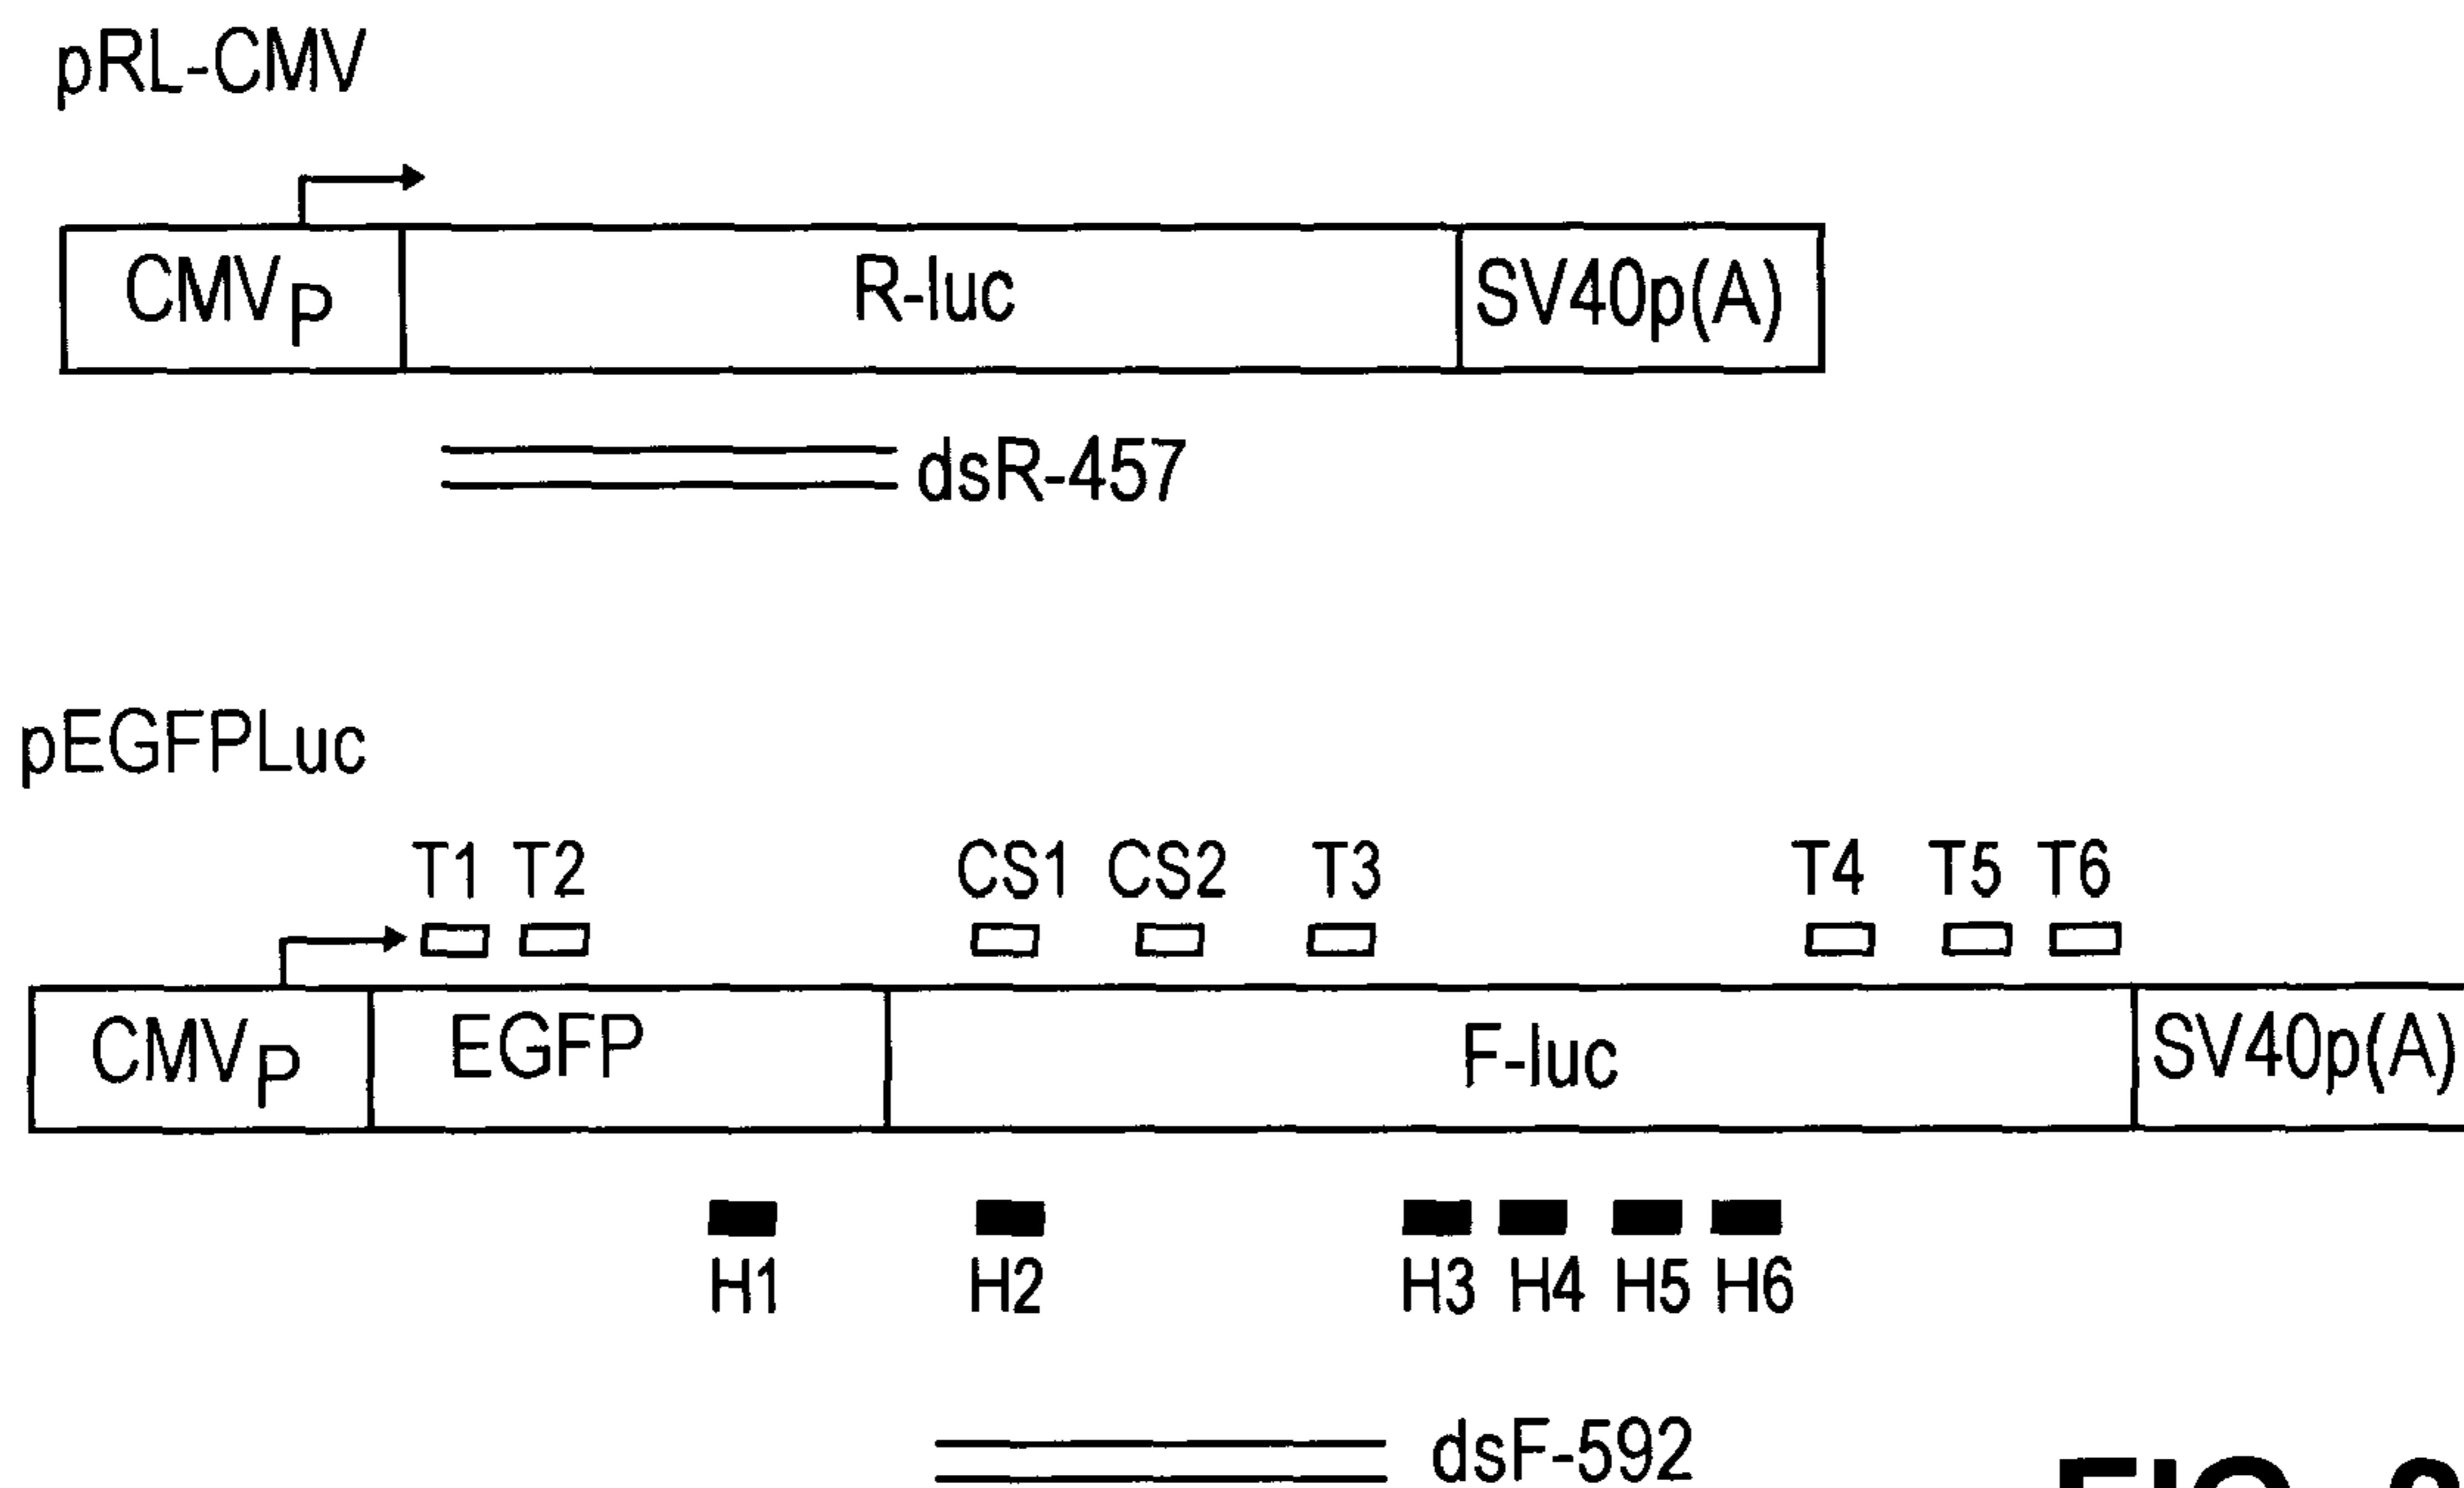 pRL-CMV
CMVP R-luc SV40p(A)
dsR-457
pEGFPLuc
T1 T2 CS1 CS2 T3 T4 T5 T6
CMVP EGFP F-luc SV40p(A)
H1 H2 H3 H4 H5 H6
dsF-592